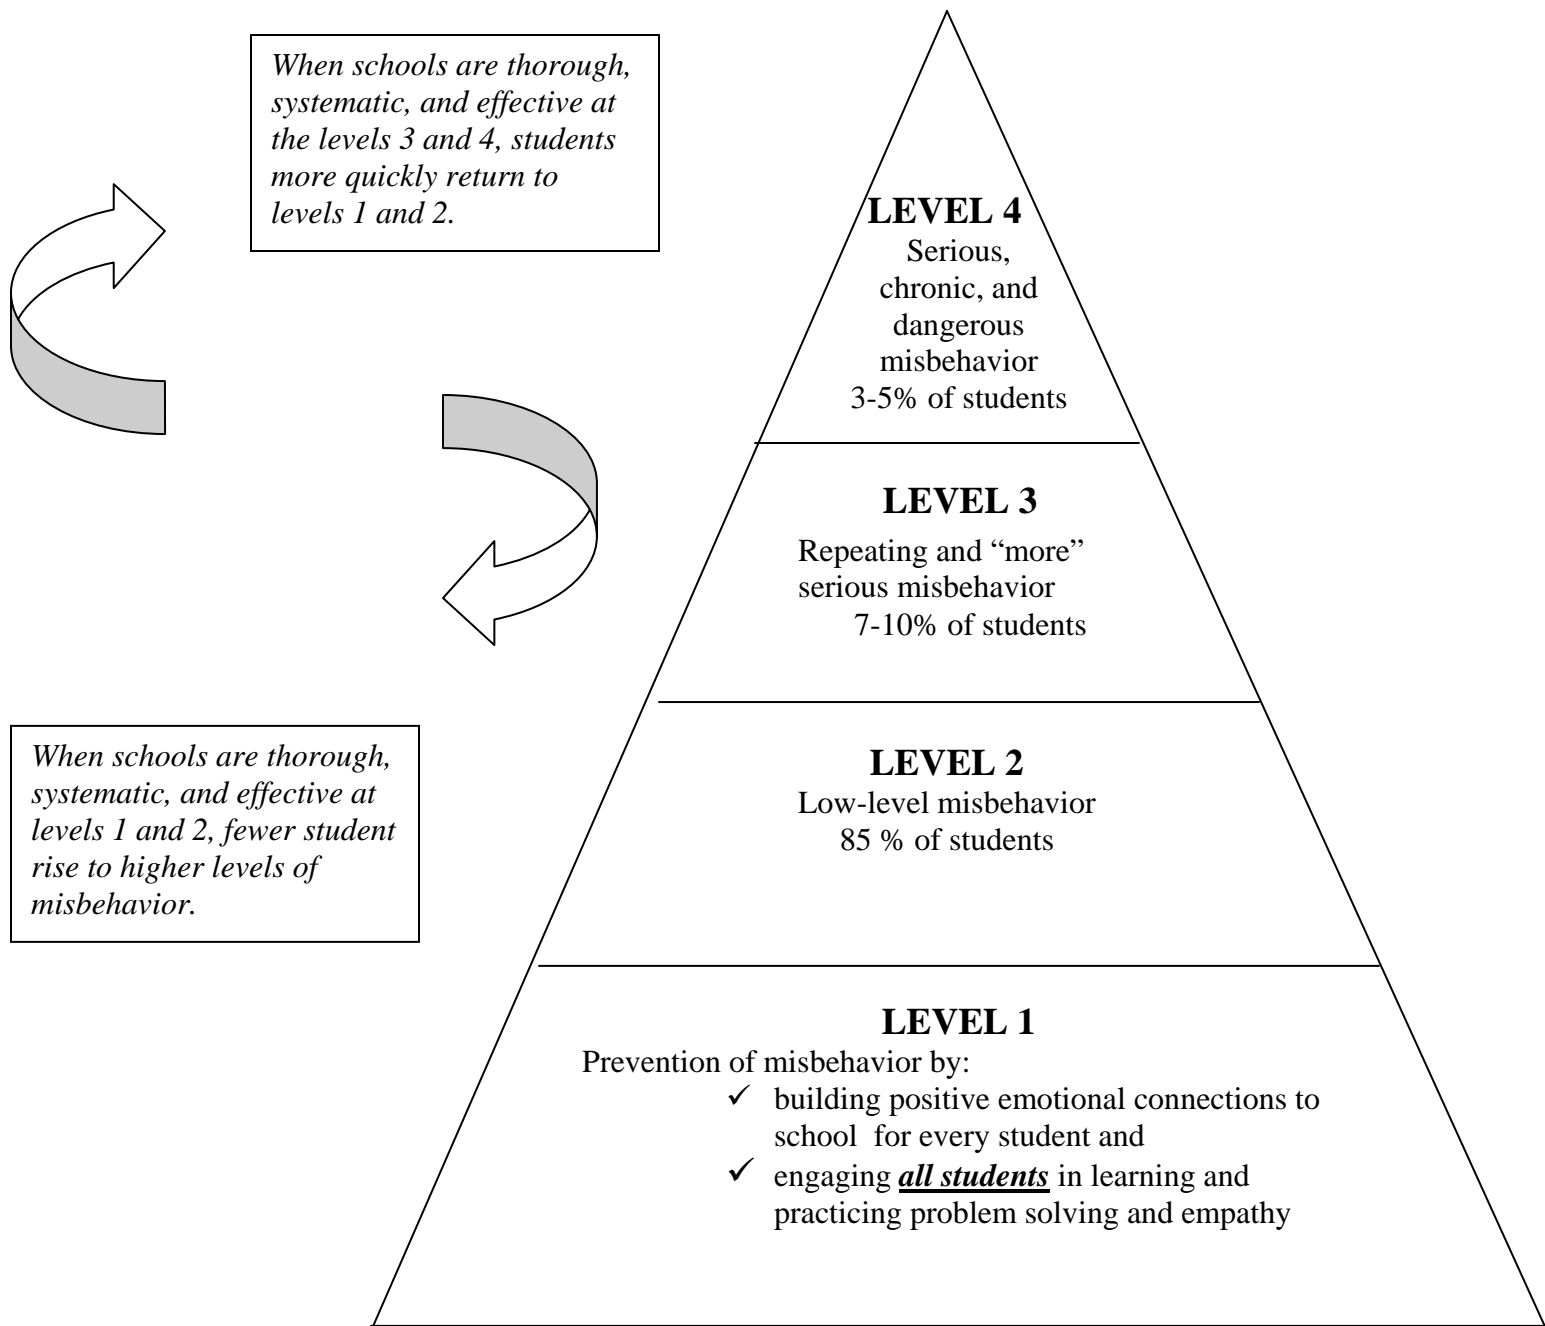 When schools are thorough,
systematic, and effective at
the levels 3 and 4, students
more quickly return to
levels 1 and 2.
LEVEL 4
Serious,
chronic, and
dangerous
misbehavior
3-5% of students
LEVEL 3
Repeating and “more”
serious misbehavior
7-10% of students
When schools are thorough,
systematic, and effective at
levels 1 and 2, fewer student
rise to higher levels of
misbehavior.
LEVEL 2
Low-level misbehavior
85 % of students
LEVEL 1
Prevention of misbehavior by:
✓ building positive emotional connections to
school for every student and
✓ engaging all students in learning and
practicing problem solving and empathy